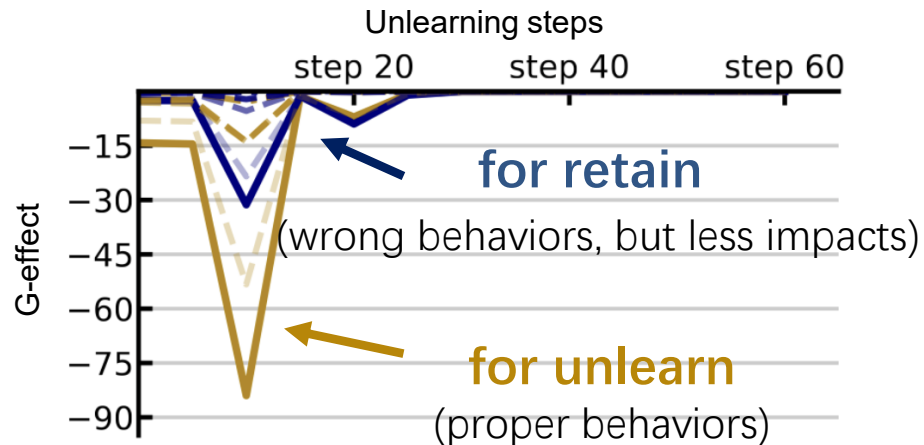 Unlearning steps
step 20 step 40 step 60
−15
for retain
−30
(wrong behaviors, but less impacts)
−45
G-effect
−60
−75
for unlearn
−90
(proper behaviors)